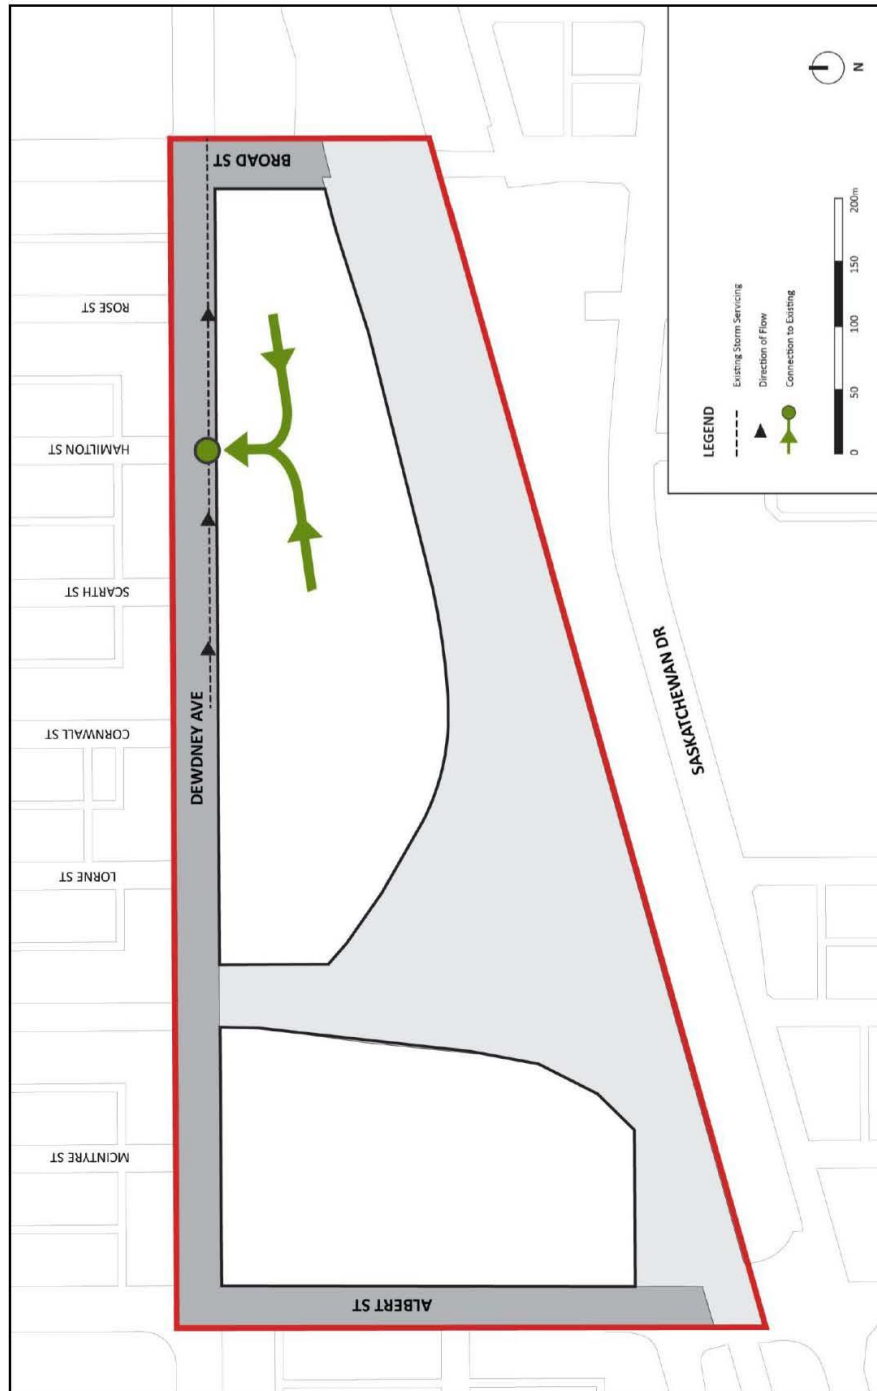 N
BROAD ST
ROSE ST
HAMILTON ST
SCARTH ST
CORNWALL ST
LORNE ST
MCINTYRE ST
DEWDNEY AVE
ALBERT ST
SASKATCHEWAN DR
LEGEND
Existing Storm Servicing
Direction of Flow
Connection to Existing
0 50 100 150 200m